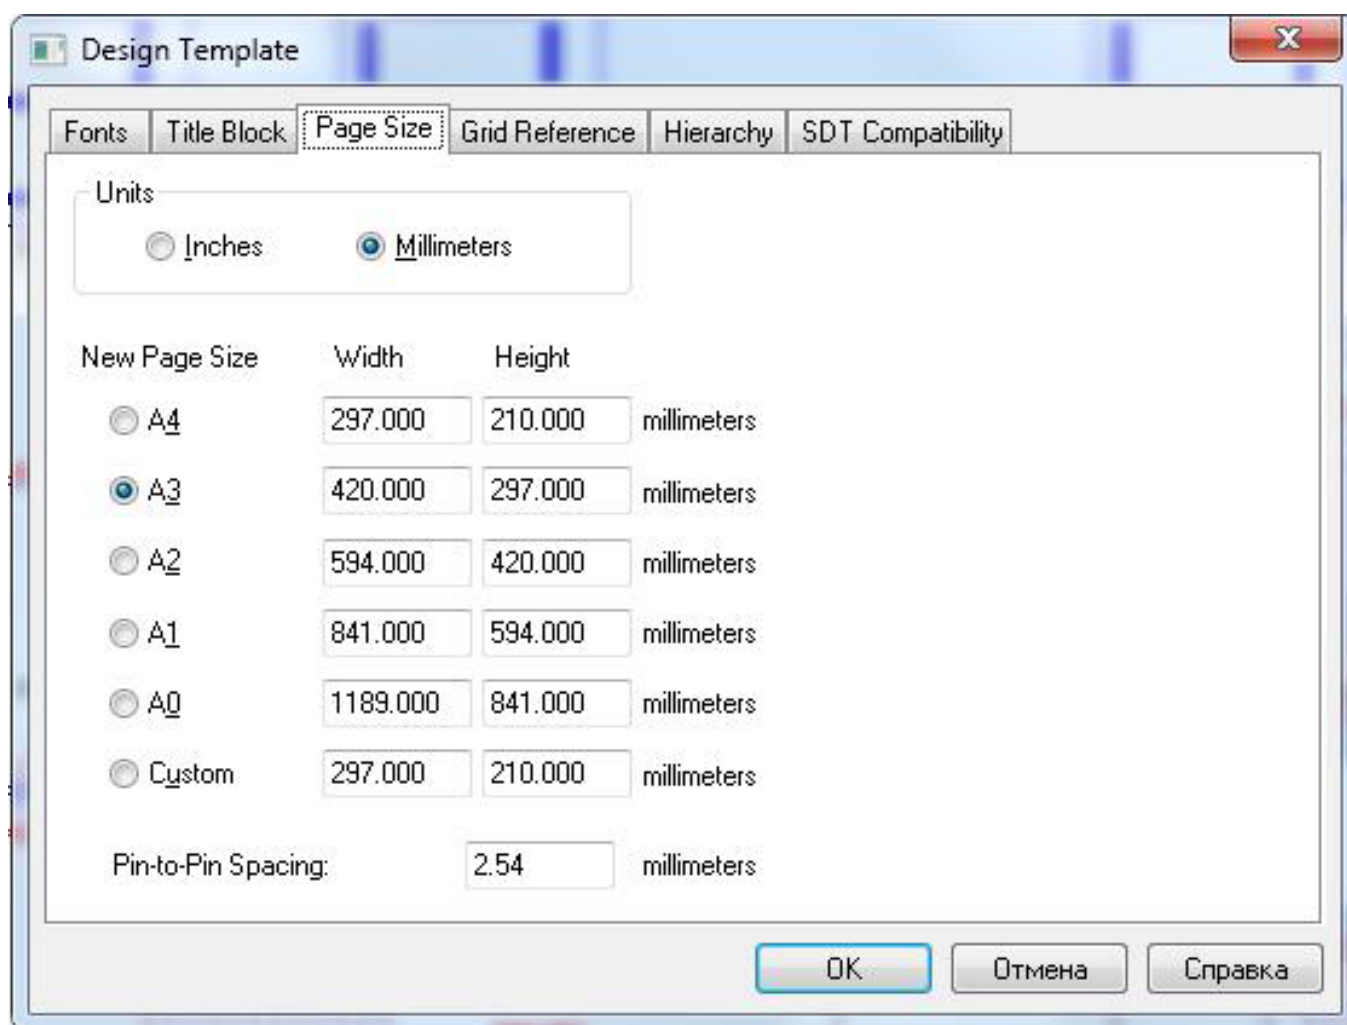 Design Template
Fonts Title Block Page Size Grid Reference Hierarchy SDT Compatibility
Units
Inches Millimeters
New Page Size Width Height
A4 297.000 210.000 millimeters
A3 420.000 297.000 millimeters
A2 594.000 420.000 millimeters
A1 841.000 594.000 millimeters
A0 1189.000 841.000 millimeters
Custom 297.000 210.000 millimeters
Pin-to-Pin Spacing: 2.54 millimeters
OK Отмена Справка